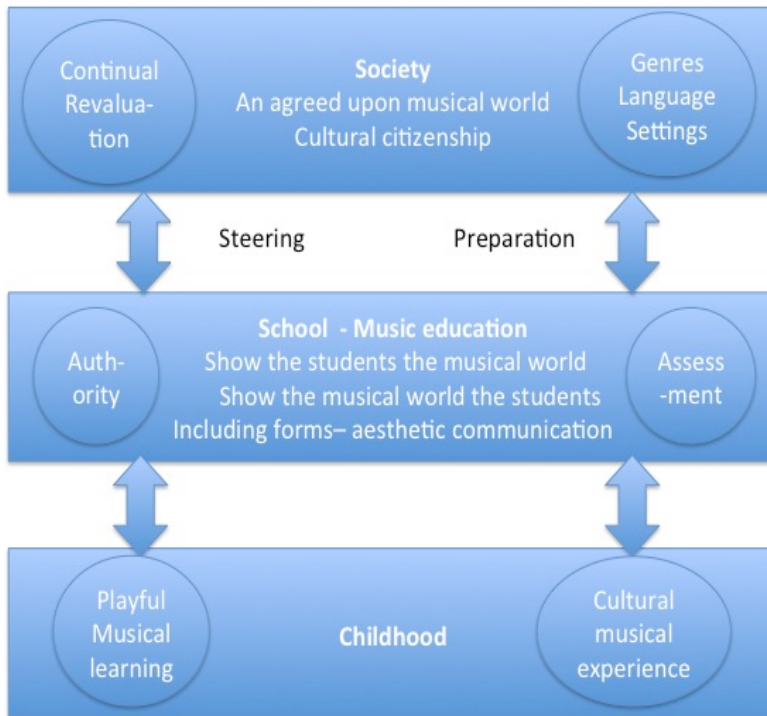 Continual
Revalua-
tion
Society
An agreed upon musical world
Cultural citizenship
Genres
Language
Settings
Steering
Preparation
Auth-
ority
School - Music education
Show the students the musical world
Show the musical world the students
Including forms– aesthetic communication
Assess
-ment
Playful
Musical
learning
Childhood
Cultural
musical
experience